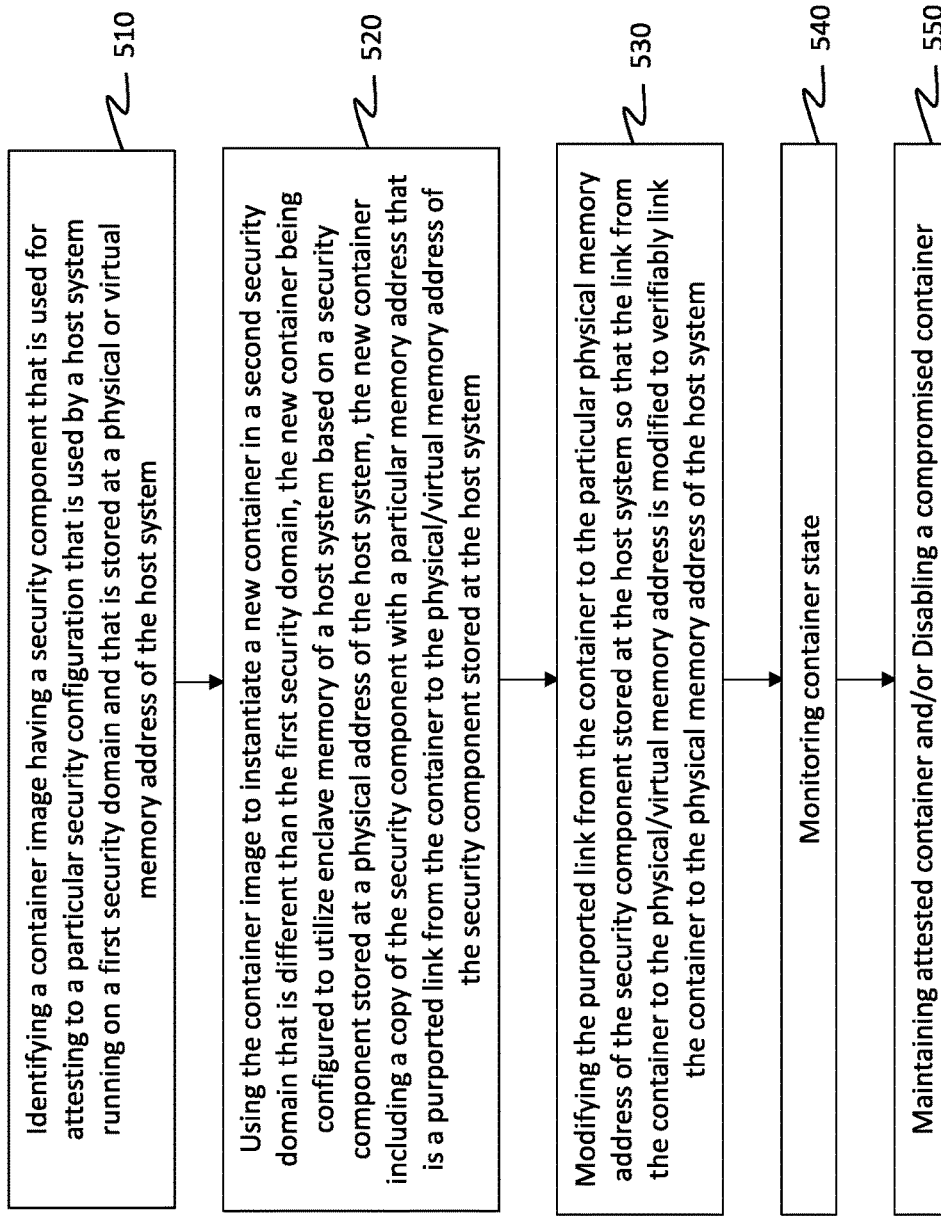 Identifying a container image having a security component that is used for
attesting to a particular security configuration that is used by a host system
running on a first security domain and that is stored at a physical or virtual
memory address of the host system
510
Using the container image to instantiate a new container in a second security
domain that is different than the first security domain, the new container being
configured to utilize enclave memory of a host system based on a security
component stored at a physical address of the host system, the new container
including a copy of the security component with a particular memory address that
is a purported link from the container to the physical/virtual memory address of
the security component stored at the host system
520
Modifying the purported link from the container to the particular physical memory
address of the security component stored at the host system so that the link from
the container to the physical/virtual memory address is modified to verifiably link
the container to the physical memory address of the host system
530
Monitoring container state
540
Maintaining attested container and/or Disabling a compromised container
550